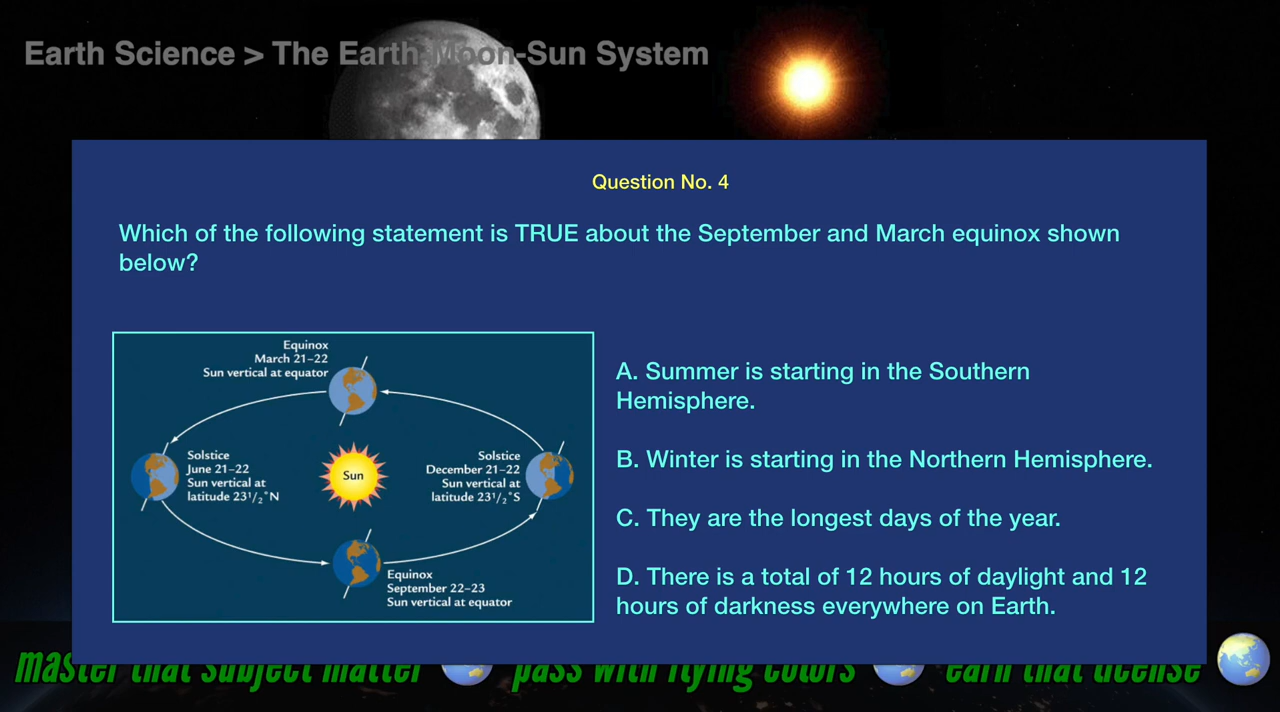 Earth Science > The Earth-Moon-Sun System
Question No. 4
Which of the following statement is TRUE about the September and March equinox shown
below?
Equinox
March 21–22
Sun vertical at equator
Solstice
June 21–22
Sun vertical at
latitude 23 1/2°N
Sun
Solstice
December 21–22
Sun vertical at
latitude 23 1/2°S
Equinox
September 22–23
Sun vertical at equator
A. Summer is starting in the Southern
Hemisphere.
B. Winter is starting in the Northern Hemisphere.
C. They are the longest days of the year.
D. There is a total of 12 hours of daylight and 12
hours of darkness everywhere on Earth.
master that subject matter pass with flying colors earn that license